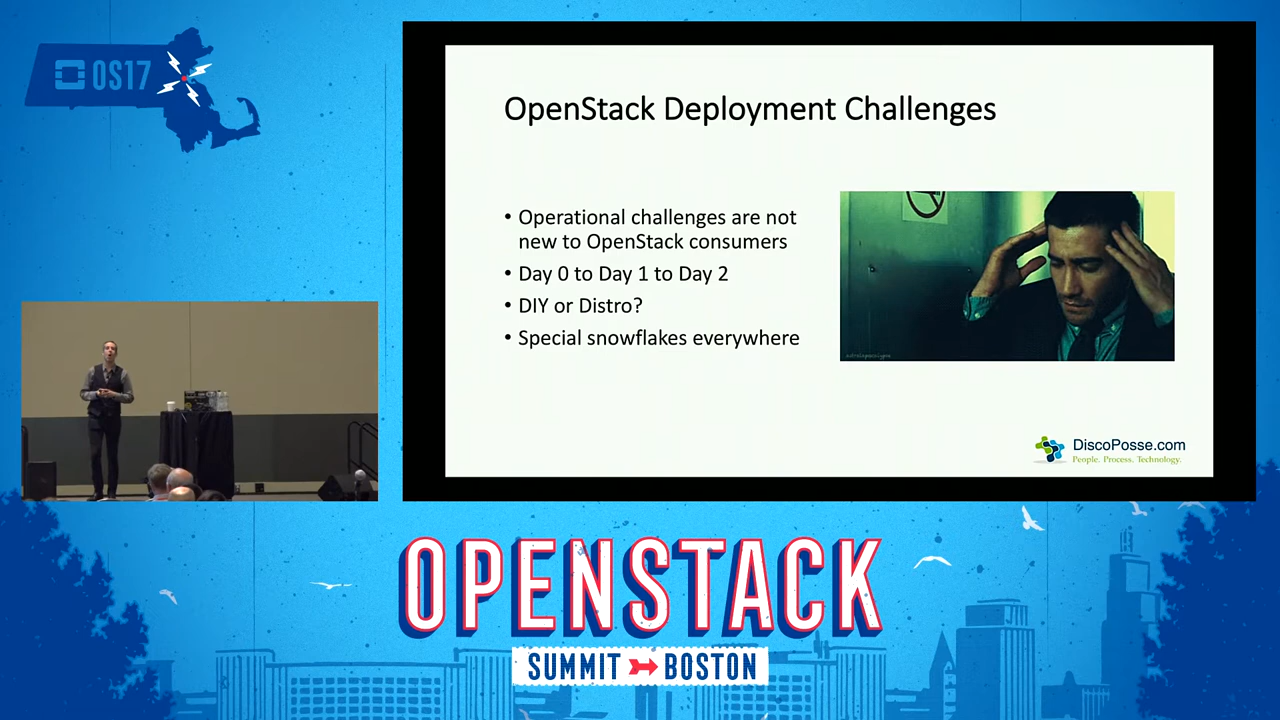 OS17
OpenStack Deployment Challenges
• Operational challenges are not
new to OpenStack consumers
• Day 0 to Day 1 to Day 2
• DIY or Distro?
• Special snowflakes everywhere
DiscoPosse.com
People. Process. Technology.
OPENSTACK
SUMMIT BOSTON